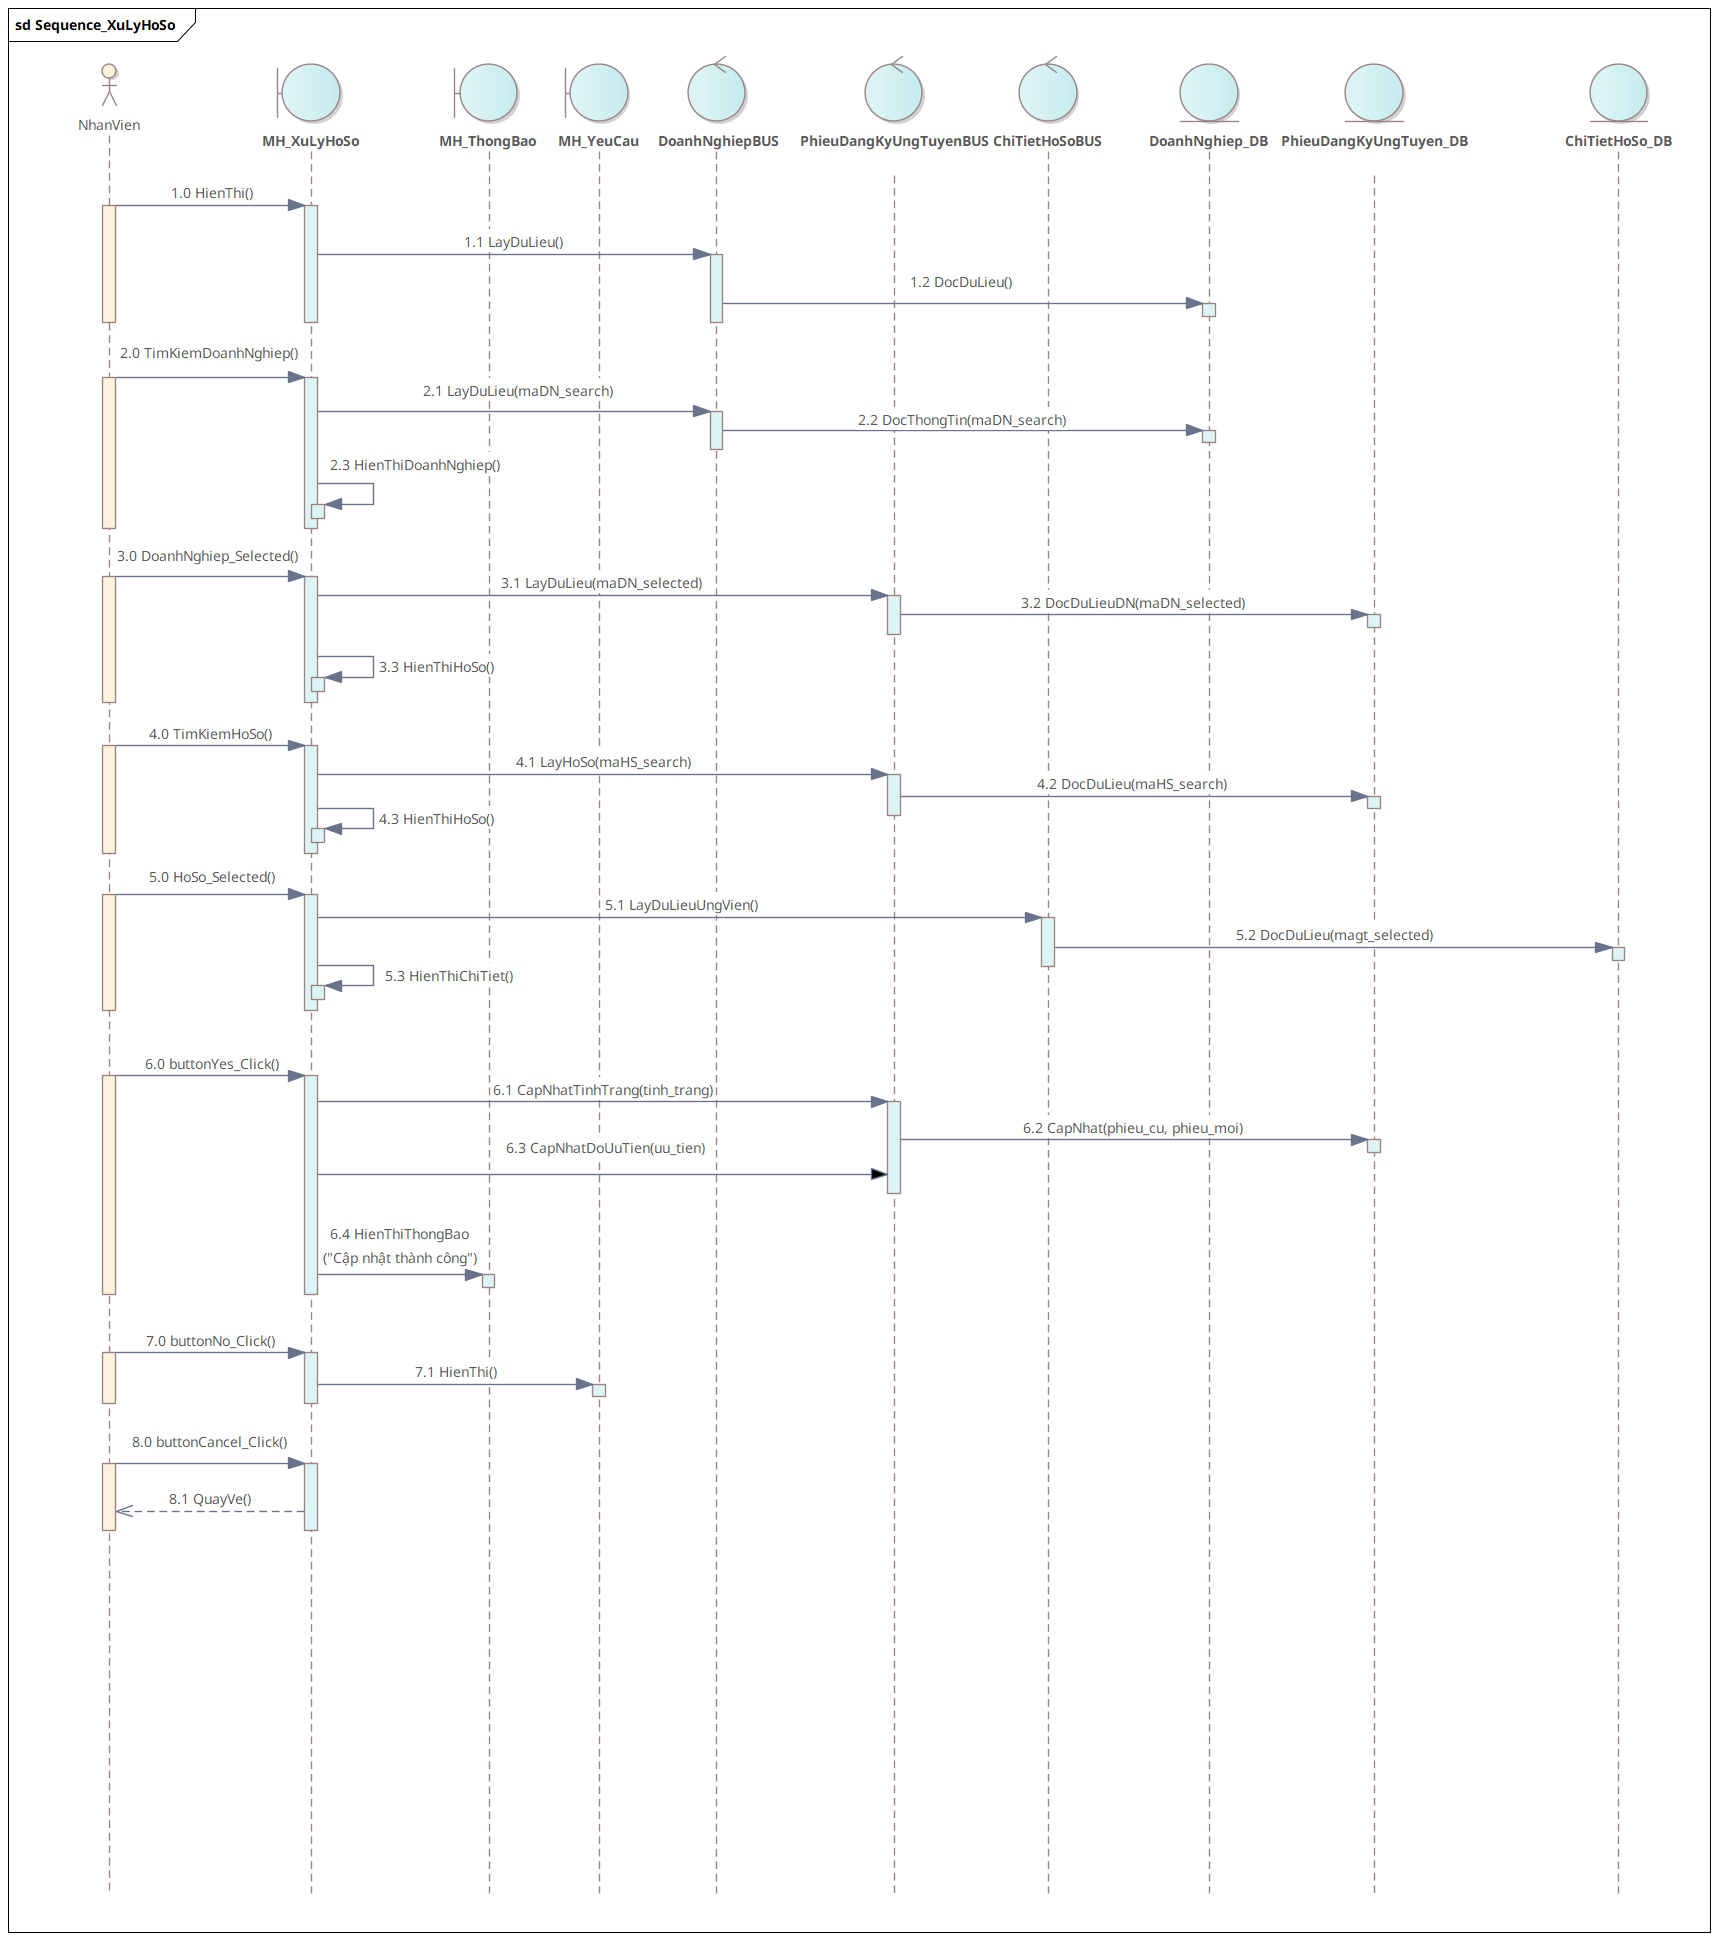 sd Sequence_XuLyHoSo
NhanVien
MH_XuLyHoSo
MH_ThongBao
MH_YeuCau
DoanhNghiepBUS
PhieuDangKyUngTuyenBUS
ChiTietHoSoBUS
DoanhNghiep_DB
PhieuDangKyUngTuyen_DB
ChiTietHoSo_DB
1.0 HienThi()
1.1 LayDuLieu()
1.2 DocDuLieu()
2.0 TimKiemDoanhNghiep()
2.1 LayDuLieu(maDN_search)
2.2 DocThongTin(maDN_search)
2.3 HienThiDoanhNghiep()
3.0 DoanhNghiep_Selected()
3.1 LayDuLieu(maDN_selected)
3.2 DocDuLieuDN(maDN_selected)
3.3 HienThiHoSo()
4.0 TimKiemHoSo()
4.1 LayHoSo(maHS_search)
4.2 DocDuLieu(maHS_search)
4.3 HienThiHoSo()
5.0 HoSo_Selected()
5.1 LayDuLieuUngVien()
5.2 DocDuLieu(magt_selected)
5.3 HienThiChiTiet()
6.0 buttonYes_Click()
6.1 CapNhatTinhTrang(tinh_trang)
6.2 CapNhat(phieu_cu, phieu_moi)
6.3 CapNhatDoUuTien(uu_tien)
6.4 HienThiThongBao
("Cập nhật thành công")
7.0 buttonNo_Click()
7.1 HienThi()
8.0 buttonCancel_Click()
8.1 QuayVe()